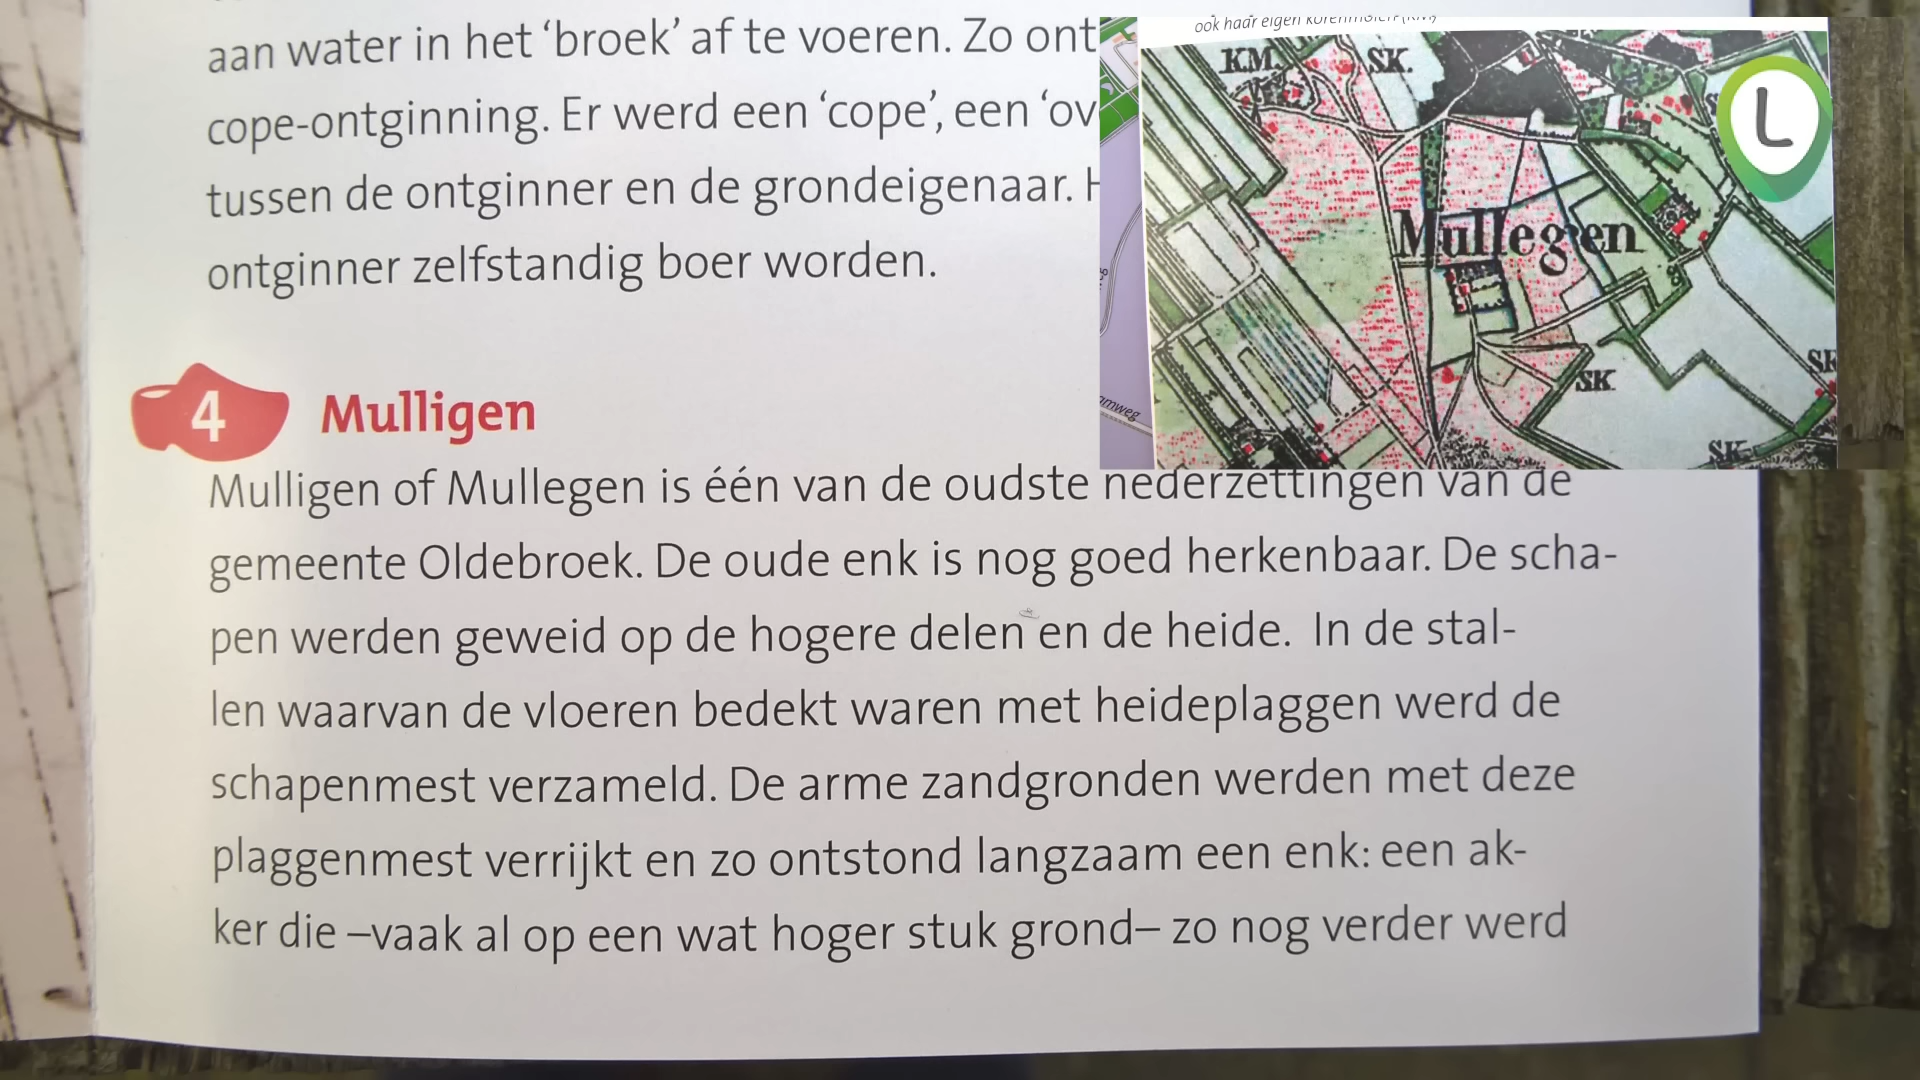 aan water in het ‘broek’ af te voeren. Zo ont
cope-ontginning. Er werd een ‘cope’, een ‘ov
tussen de ontginner en de grondeigenaar. H
ontginner zelfstandig boer worden.
4 Mulligen
Mulligen of Mullegen is één van de oudste nederzettingen van de
gemeente Oldebroek. De oude enk is nog goed herkenbaar. De scha-
pen werden geweid op de hogere delen en de heide. In de stal-
len waarvan de vloeren bedekt waren met heideplaggen werd de
schapenmest verzameld. De arme zandgronden werden met deze
plaggenmest verrijkt en zo ontstond langzaam een enk: een ak-
ker die –vaak al op een wat hoger stuk grond– zo nog verder werd
ook haar eigen
KM. SK.
L
Mullegen
SK
SK
SK
amweg